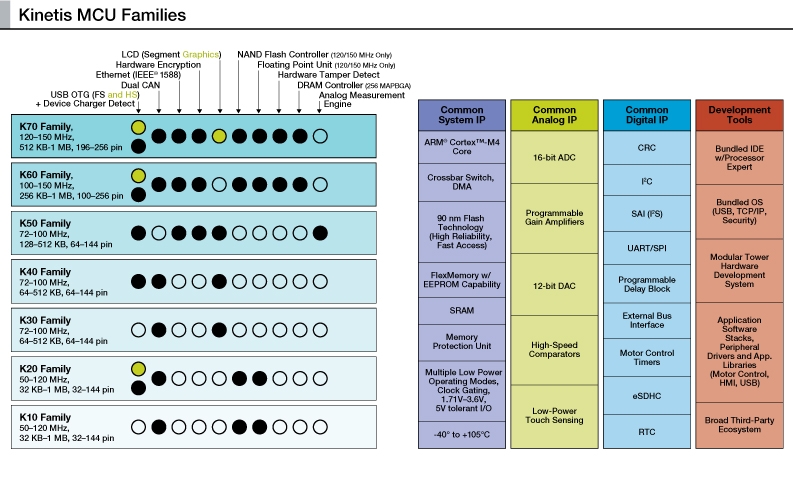 Kinetis MCU Families
LCD (Segment Graphics)
Hardware Encryption
Ethernet (IEEE® 1588)
Dual CAN
USB OTG (FS and HS)
+ Device Charger Detect
NAND Flash Controller (120/150 MHz Only)
Floating Point Unit (120/150 MHz Only)
Hardware Tamper Detect
DRAM Controller (256 MAPBGA)
Analog Measurement
Engine
K70 Family,
120–150 MHz,
512 KB-1 MB, 196–256 pin
K60 Family,
100–150 MHz,
256 KB–1 MB, 100–256 pin
K50 Family
72–100 MHz,
128–512 KB, 64–144 pin
K40 Family
72–100 MHz,
64–512 KB, 64–144 pin
K30 Family
72–100 MHz,
64–512 KB, 64–144 pin
K20 Family
50–120 MHz,
32 KB–1 MB, 32–144 pin
K10 Family
50–120 MHz,
32 KB–1 MB, 32–144 pin
Common
System IP
ARM® Cortex™-M4
Core
Crossbar Switch,
DMA
90 nm Flash
Technology
(High Reliability,
Fast Access)
FlexMemory w/
EEPROM Capability
SRAM
Memory
Protection Unit
Multiple Low Power
Operating Modes,
Clock Gating,
1.71V–3.6V,
5V tolerant I/O
-40° to +105°C
Common
Analog IP
16-bit ADC
Programmable
Gain Amplifiers
12-bit DAC
High-Speed
Comparators
Low-Power
Touch Sensing
Common
Digital IP
CRC
I²C
SAI (I²S)
UART/SPI
Programmable
Delay Block
External Bus
Interface
Motor Control
Timers
eSDHC
RTC
Development
Tools
Bundled IDE
w/Processor
Expert
Bundled OS
(USB, TCP/IP,
Security)
Modular Tower
Hardware
Development
System
Application
Software
Stacks,
Peripheral
Drivers and App.
Libraries
(Motor Control,
HMI, USB)
Broad Third-Party
Ecosystem